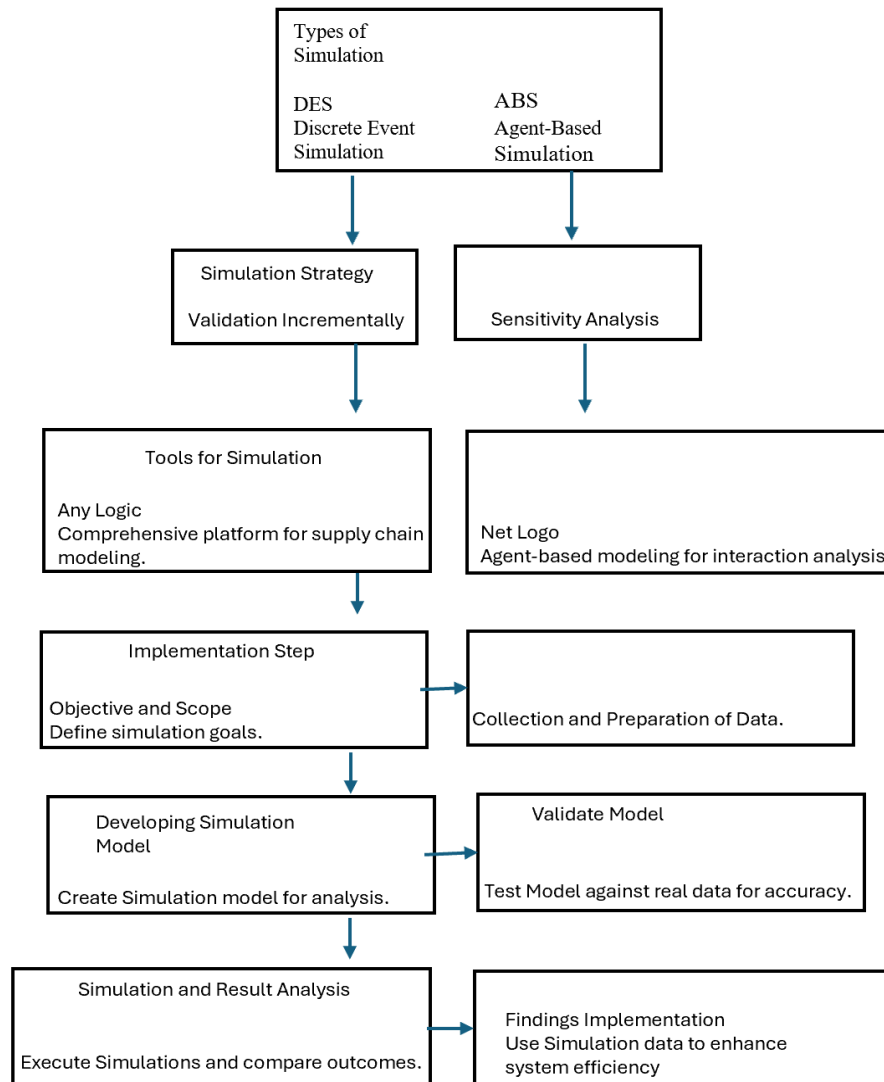 Types of
Simulation
DES
Discrete Event
Simulation
ABS
Agent-Based
Simulation
Simulation Strategy
Validation Incrementally
Sensitivity Analysis
Tools for Simulation
Any Logic
Comprehensive platform for supply chain
modeling.
Net Logo
Agent-based modeling for interaction analysis
Implementation Step
Objective and Scope
Define simulation goals.
Collection and Preparation of Data.
Developing Simulation
Model
Create Simulation model for analysis.
Validate Model
Test Model against real data for accuracy.
Simulation and Result Analysis
Execute Simulations and compare outcomes.
Findings Implementation
Use Simulation data to enhance
system efficiency